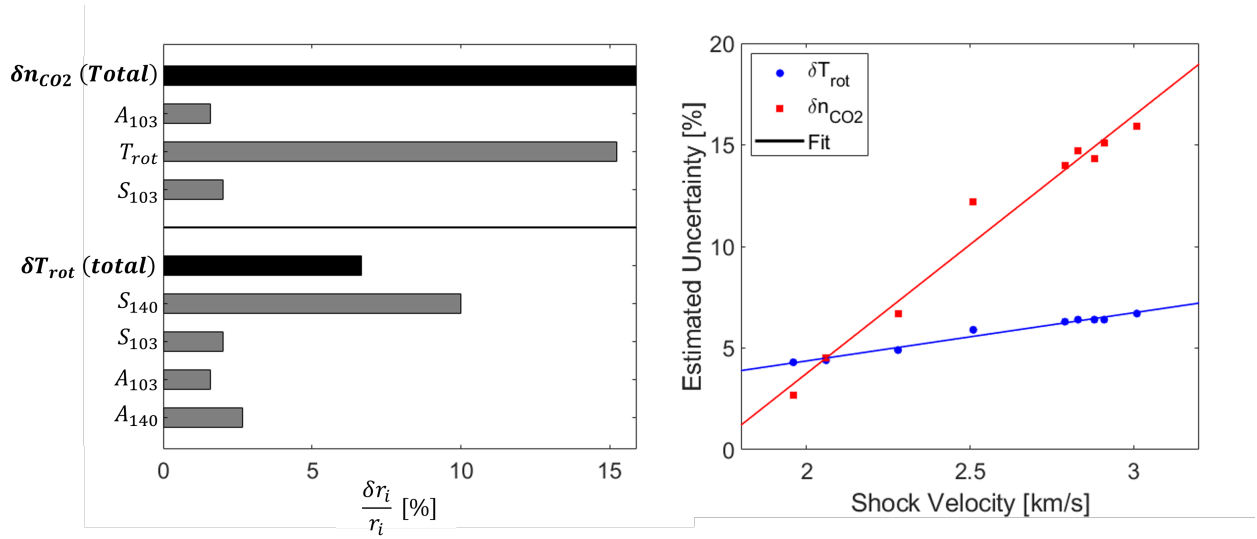 δn_CO2 (Total)
A_103
T_rot
S_103
δT_rot (total)
S_140
S_103
A_103
A_140
0 5 10 15
δr_i
r_i [%]
20
15
10
5
0
Estimated Uncertainty [%]
δT_rot
δn_CO2
Fit
2 2.5 3
Shock Velocity [km/s]